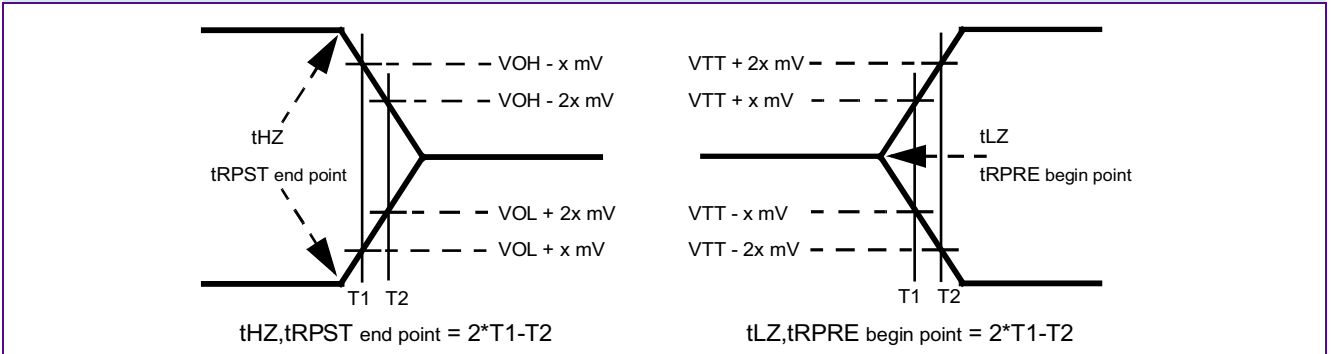 VOH - x mV
VOH - 2x mV
tHZ
tRPST end point
VOL + 2x mV
VOL + x mV
T1 T2
tHZ,tRPST end point = 2*T1-T2
VTT + 2x mV
VTT + x mV
tLZ
tRPRE begin point
VTT - x mV
VTT - 2x mV
T1 T2
tLZ,tRPRE begin point = 2*T1-T2